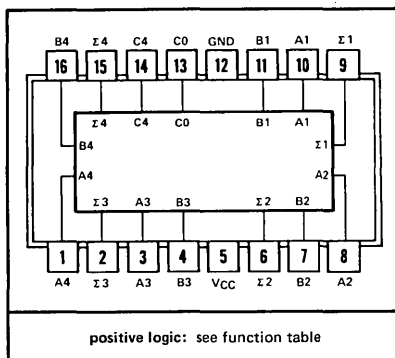 B4 Σ4 C4 C0 GND B1 A1 Σ1
16 15 14 13 12 11 10 9
Σ4 C4 C0 B1 A1
B4 Σ1
A4 A2
Σ3 A3 B3 Σ2 B2
1 2 3 4 5 6 7 8
A4 Σ3 A3 B3 VCC Σ2 B2 A2
positive logic: see function table